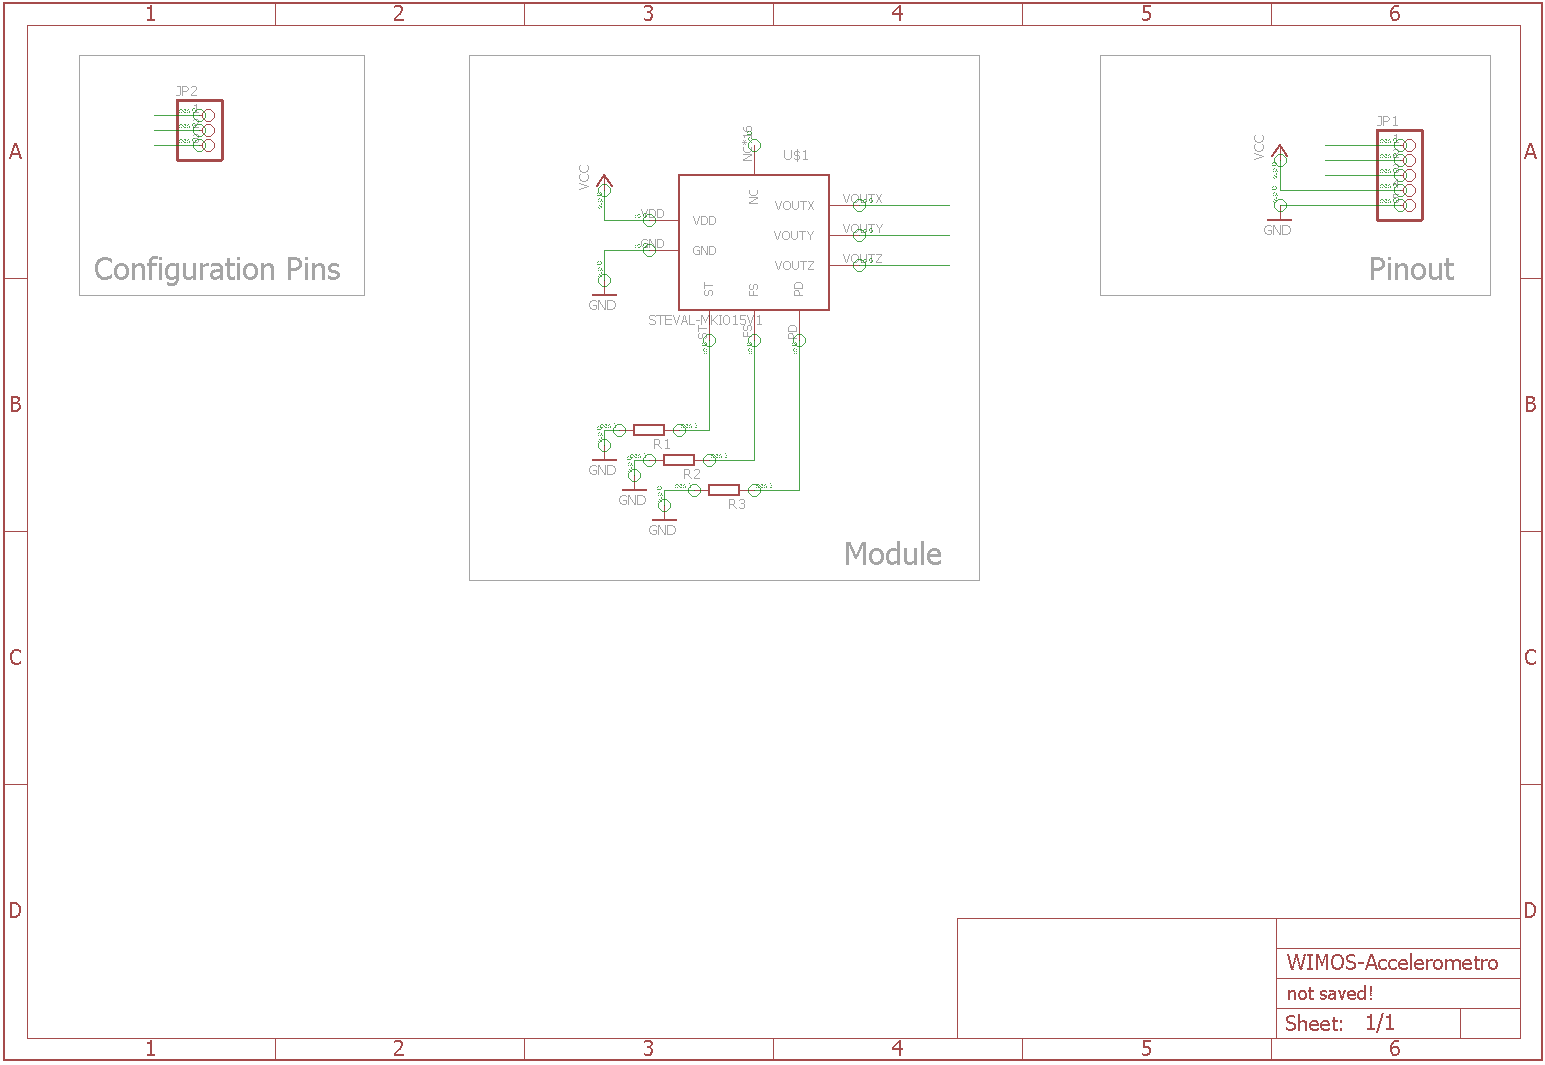 1 2 3 4 5 6
A
A
B
B
C
C
D
D
1 2 3 4 5 6
JP2
1
Configuration Pins
NC*16
U$1
NC
VCC
VDD
VDD
GND
GND
GND
VOUTX
VOUTX
VOUTY
VOUTY
VOUTZ
VOUTZ
ST
FS
PD
STEVAL-MKI015V1
ST
FS
PD
R1
GND
R2
GND
R3
GND
Module
JP1
1
VCC
GND
Pinout
WIMOS-Accelerometro
not saved!
Sheet: 1/1